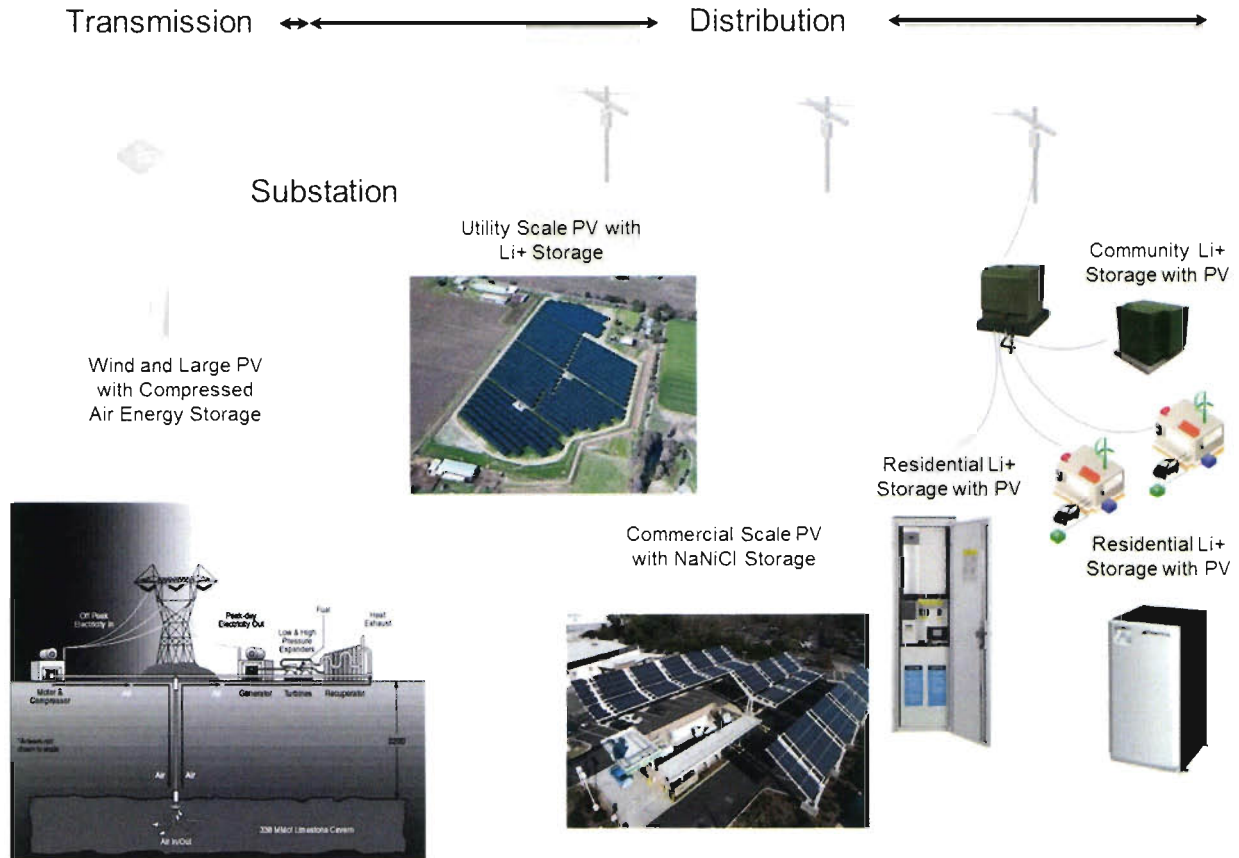 Transmission
Distribution
Substation
Utility Scale PV with
Li+ Storage
Community Li+
Storage with PV
Wind and Large PV
with Compressed
Air Energy Storage
Residential Li+
Storage with PV
Commercial Scale PV
with NaNiCl Storage
Residential Li+
Storage with PV
Off Peak
Electricity In
Peak-day
Electricity Out
Low & High
Pressure
Expanders
Fuel
Heat
Exhaust
Motor &
Compressor
Air
Air
Generator
Turbines
Recuperator
Air
Air
Air In/Out
Limestone Cavern